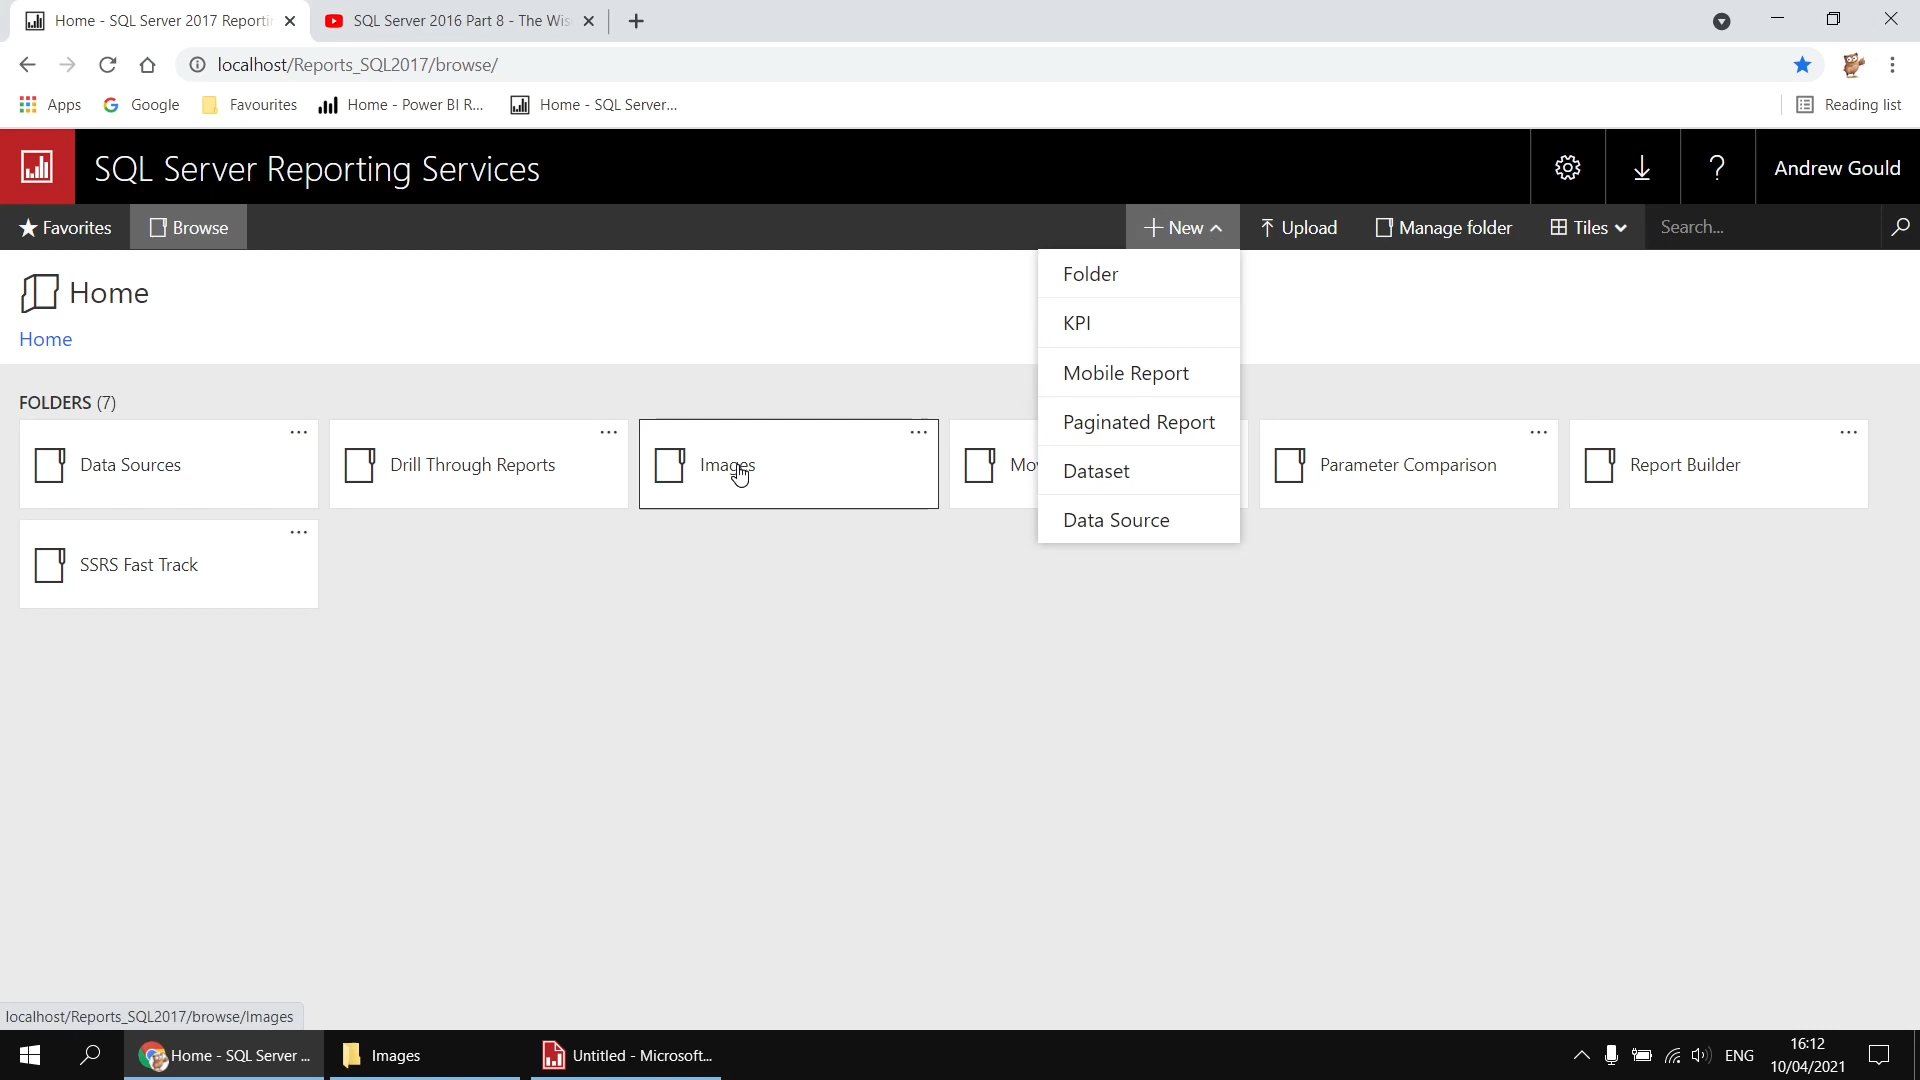 Home - SQL Server 2017 Reporti
SQL Server 2016 Part 8 - The Wis
localhost/Reports_SQL2017/browse/
Apps
Google
Favourites
Home - Power BI R...
Home - SQL Server...
Reading list
SQL Server Reporting Services
Andrew Gould
Favorites
Browse
New
Upload
Manage folder
Tiles
Search...
Home
Home
Folder
KPI
Mobile Report
Paginated Report
Dataset
Data Source
FOLDERS (7)
Data Sources
Drill Through Reports
Images
Mo
Parameter Comparison
Report Builder
SSRS Fast Track
localhost/Reports_SQL2017/browse/Images
Home - SQL Server ...
Images
Untitled - Microsoft...
ENG
16:12
10/04/2021